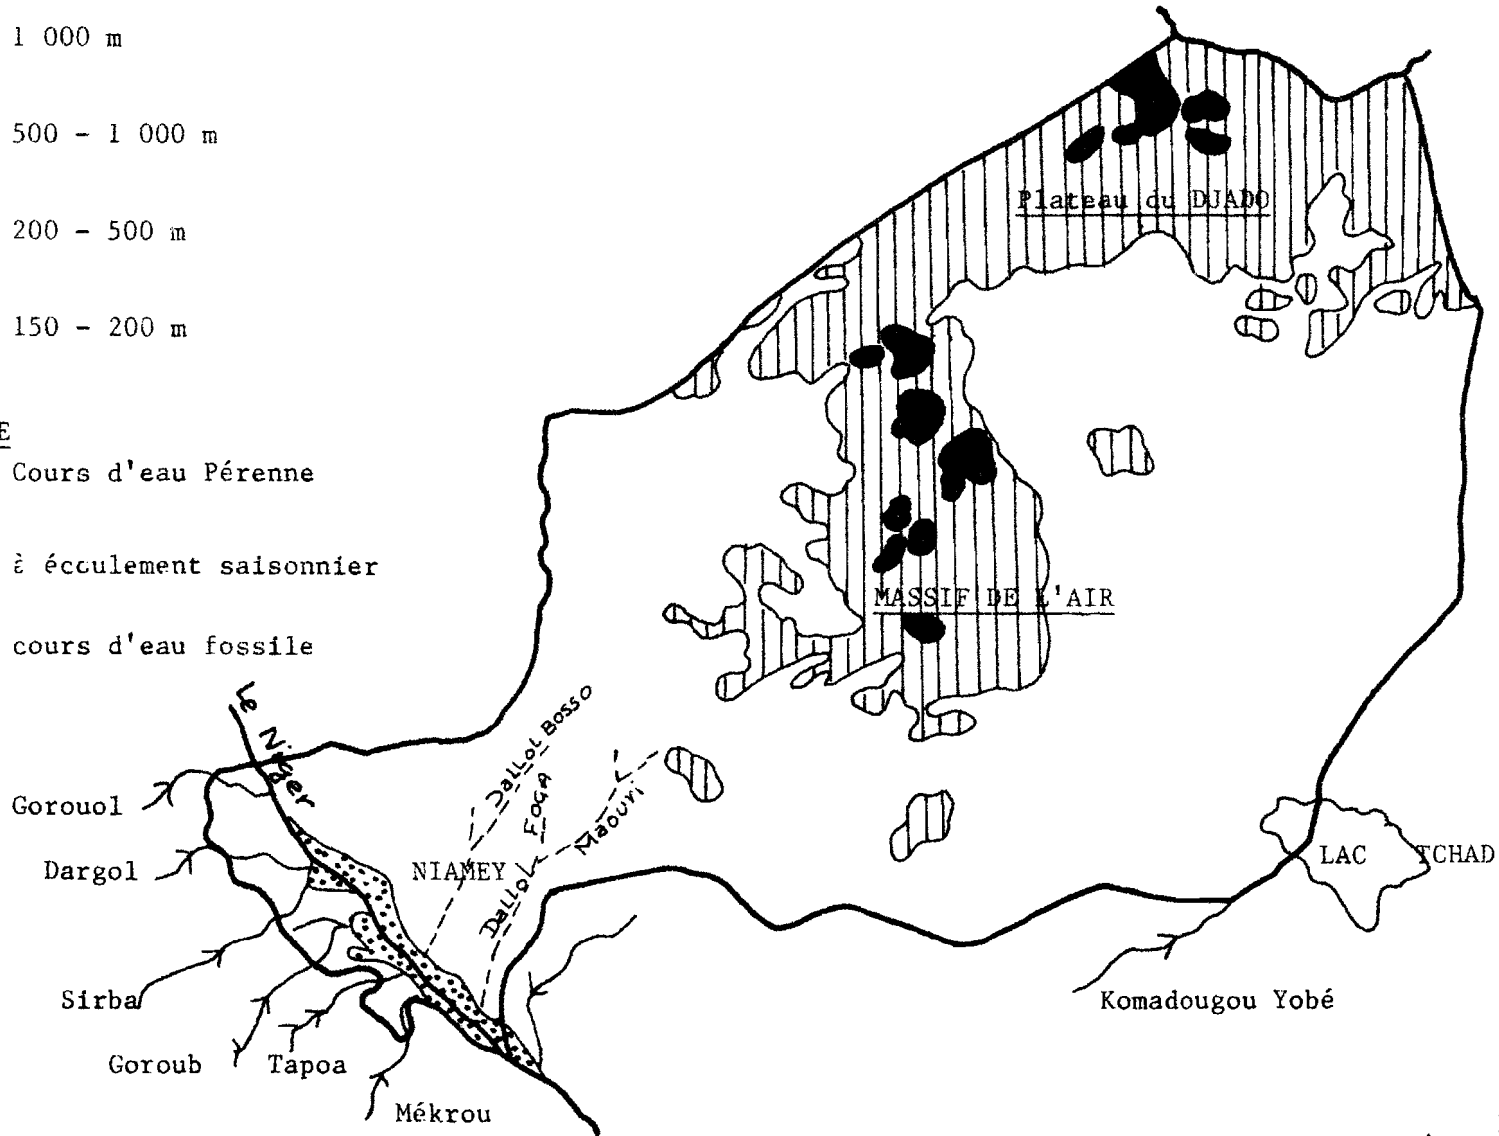 1 000 m
500 - 1 000 m
200 - 500 m
150 - 200 m
E
Cours d'eau Pérenne
à écoulement saisonnier
cours d'eau fossile
Plateau du DJADO
MASSIF DE L'AIR
Le Niger
Dallol Bosso
Dallol FOGA
Maouri
NIAMEY
Gorouol
Dargol
Sirba
Goroub
Tapoa
Mékrou
LAC TCHAD
Komadougou Yobé